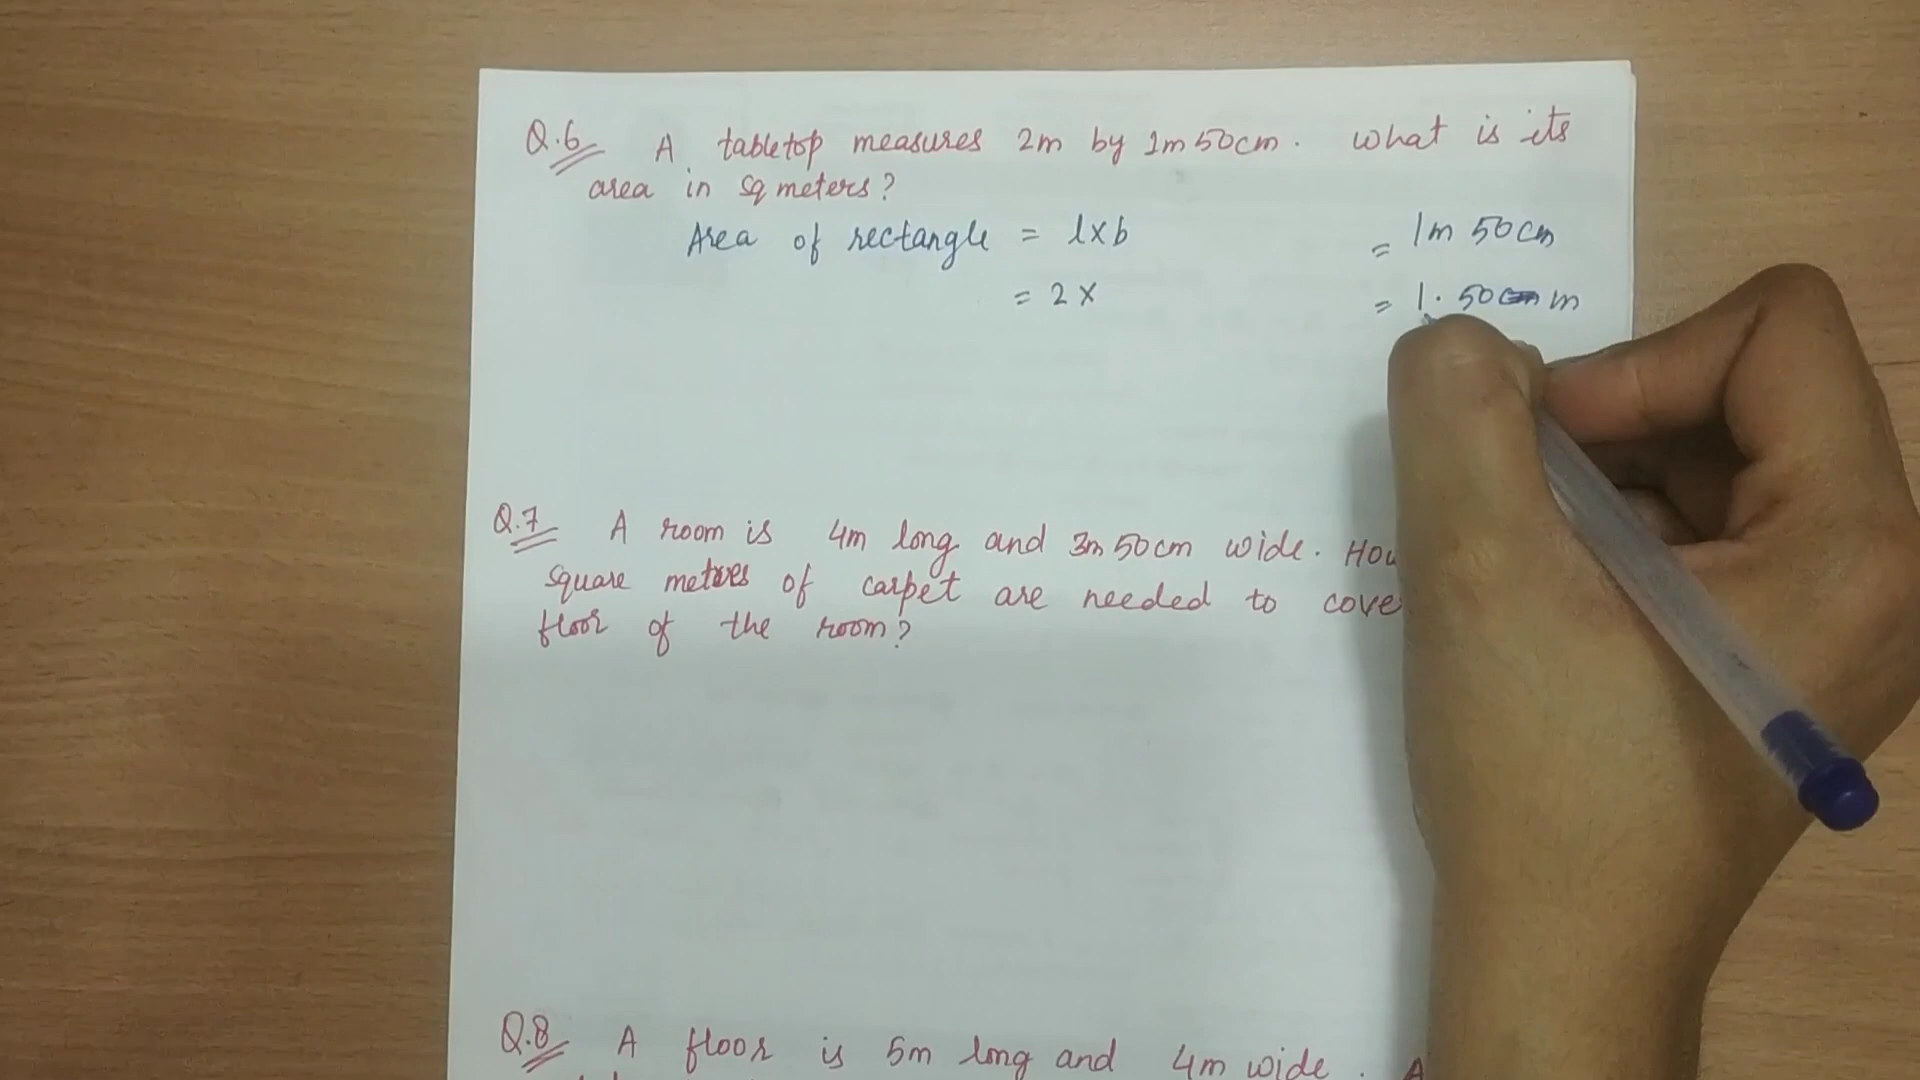 Q.6 A tabletop measures 2m by 1m 50cm. What is its
area in sq meters?
Area of rectangle = l×b
= 1m 50cm
= 2×
= 1.50 m
Q.7 A room is 4m long and 3m 50cm wide.
square metres of carpet are needed to
floor of the room?
Q.8 A floor is 5m long and 4m wide. A